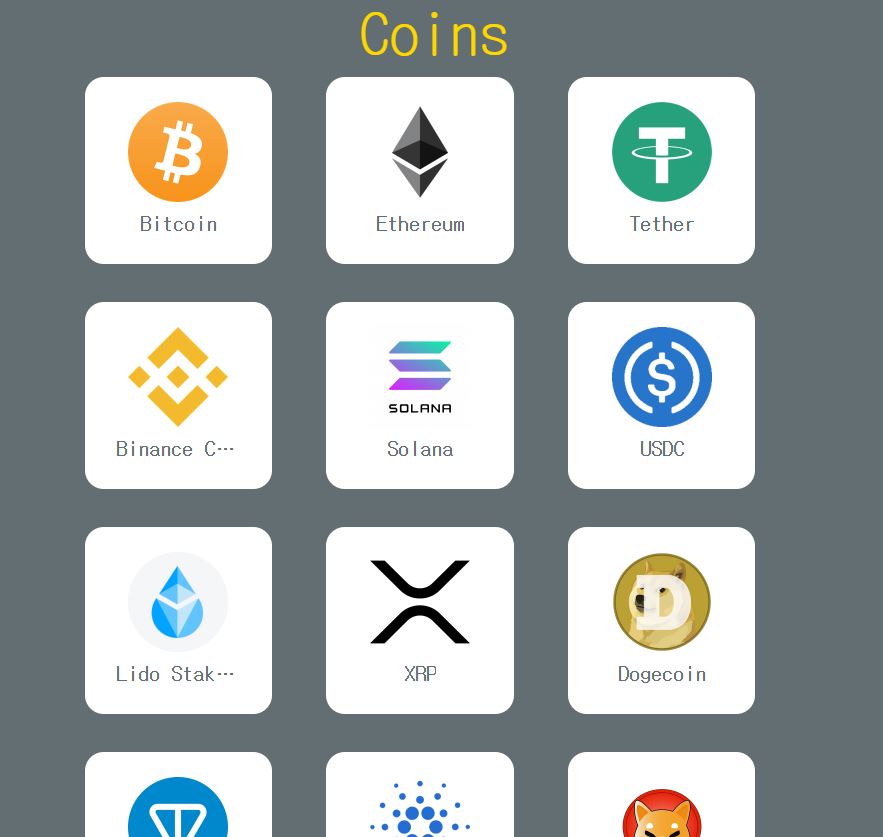 Coins
Bitcoin
Ethereum
Tether
Binance C…
SOLANA
Solana
USDC
Lido Stak…
XRP
Dogecoin